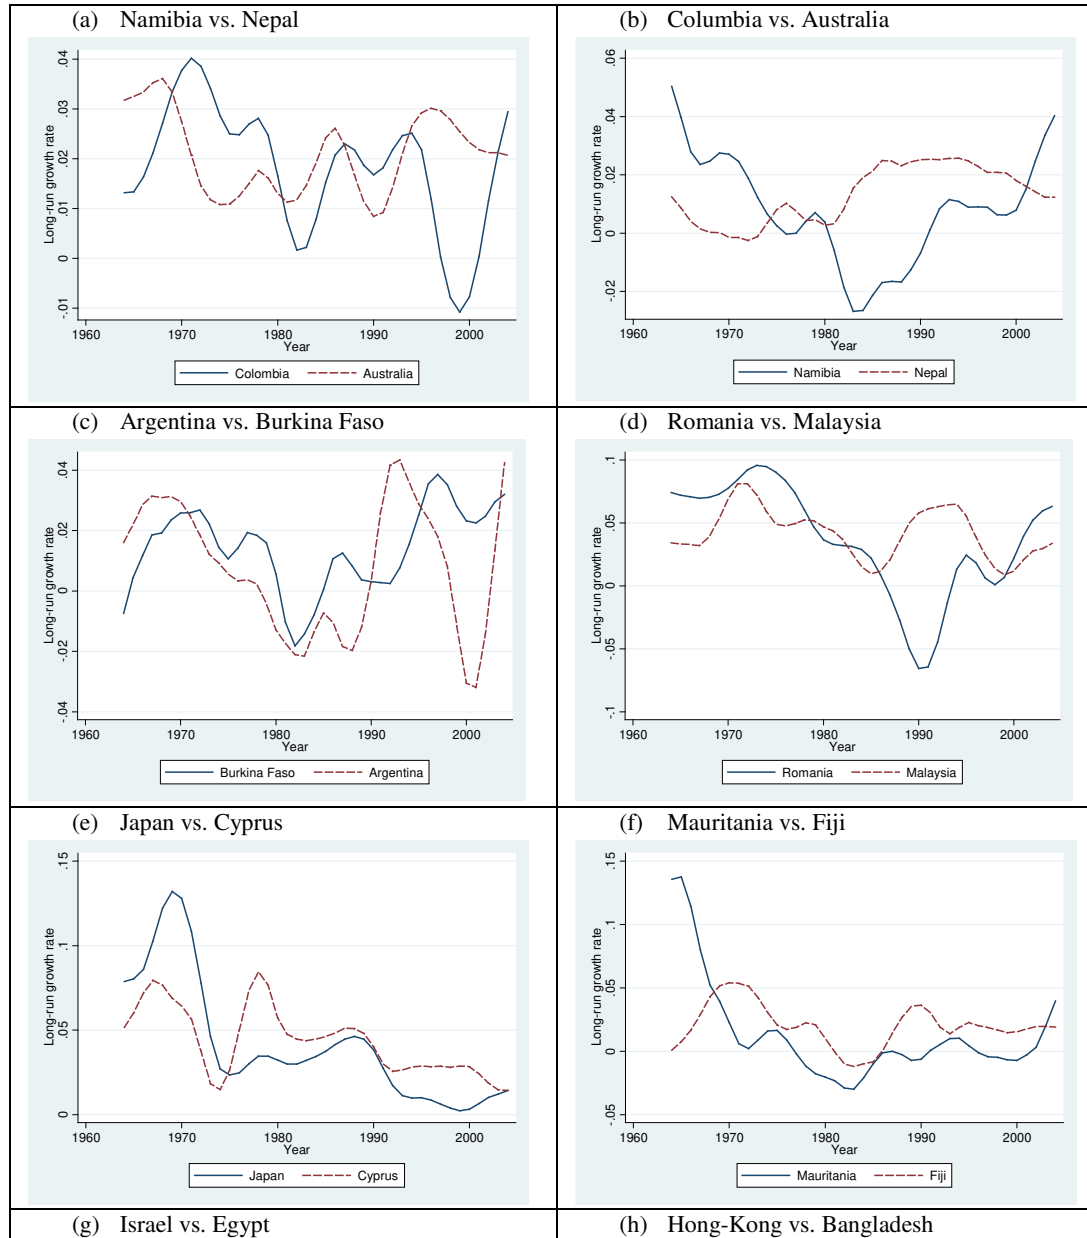 (a) Namibia vs. Nepal
Long-run growth rate
.04
.03
.02
.01
0
-.01
1960 1970 1980 1990 2000
Year
Colombia Australia
(b) Columbia vs. Australia
Long-run growth rate
.06
.04
.02
0
-.02
1960 1970 1980 1990 2000
Year
Namibia Nepal
(c) Argentina vs. Burkina Faso
Long-run growth rate
.04
.02
0
-.02
-.04
1960 1970 1980 1990 2000
Year
Burkina Faso Argentina
(d) Romania vs. Malaysia
Long-run growth rate
.1
.05
0
-.05
-.1
1960 1970 1980 1990 2000
Year
Romania Malaysia
(e) Japan vs. Cyprus
Long-run growth rate
.15
.1
.05
0
1960 1970 1980 1990 2000
Year
Japan Cyprus
(f) Mauritania vs. Fiji
Long-run growth rate
.15
.1
.05
0
-.05
1960 1970 1980 1990 2000
Year
Mauritania Fiji
(g) Israel vs. Egypt
(h) Hong-Kong vs. Bangladesh